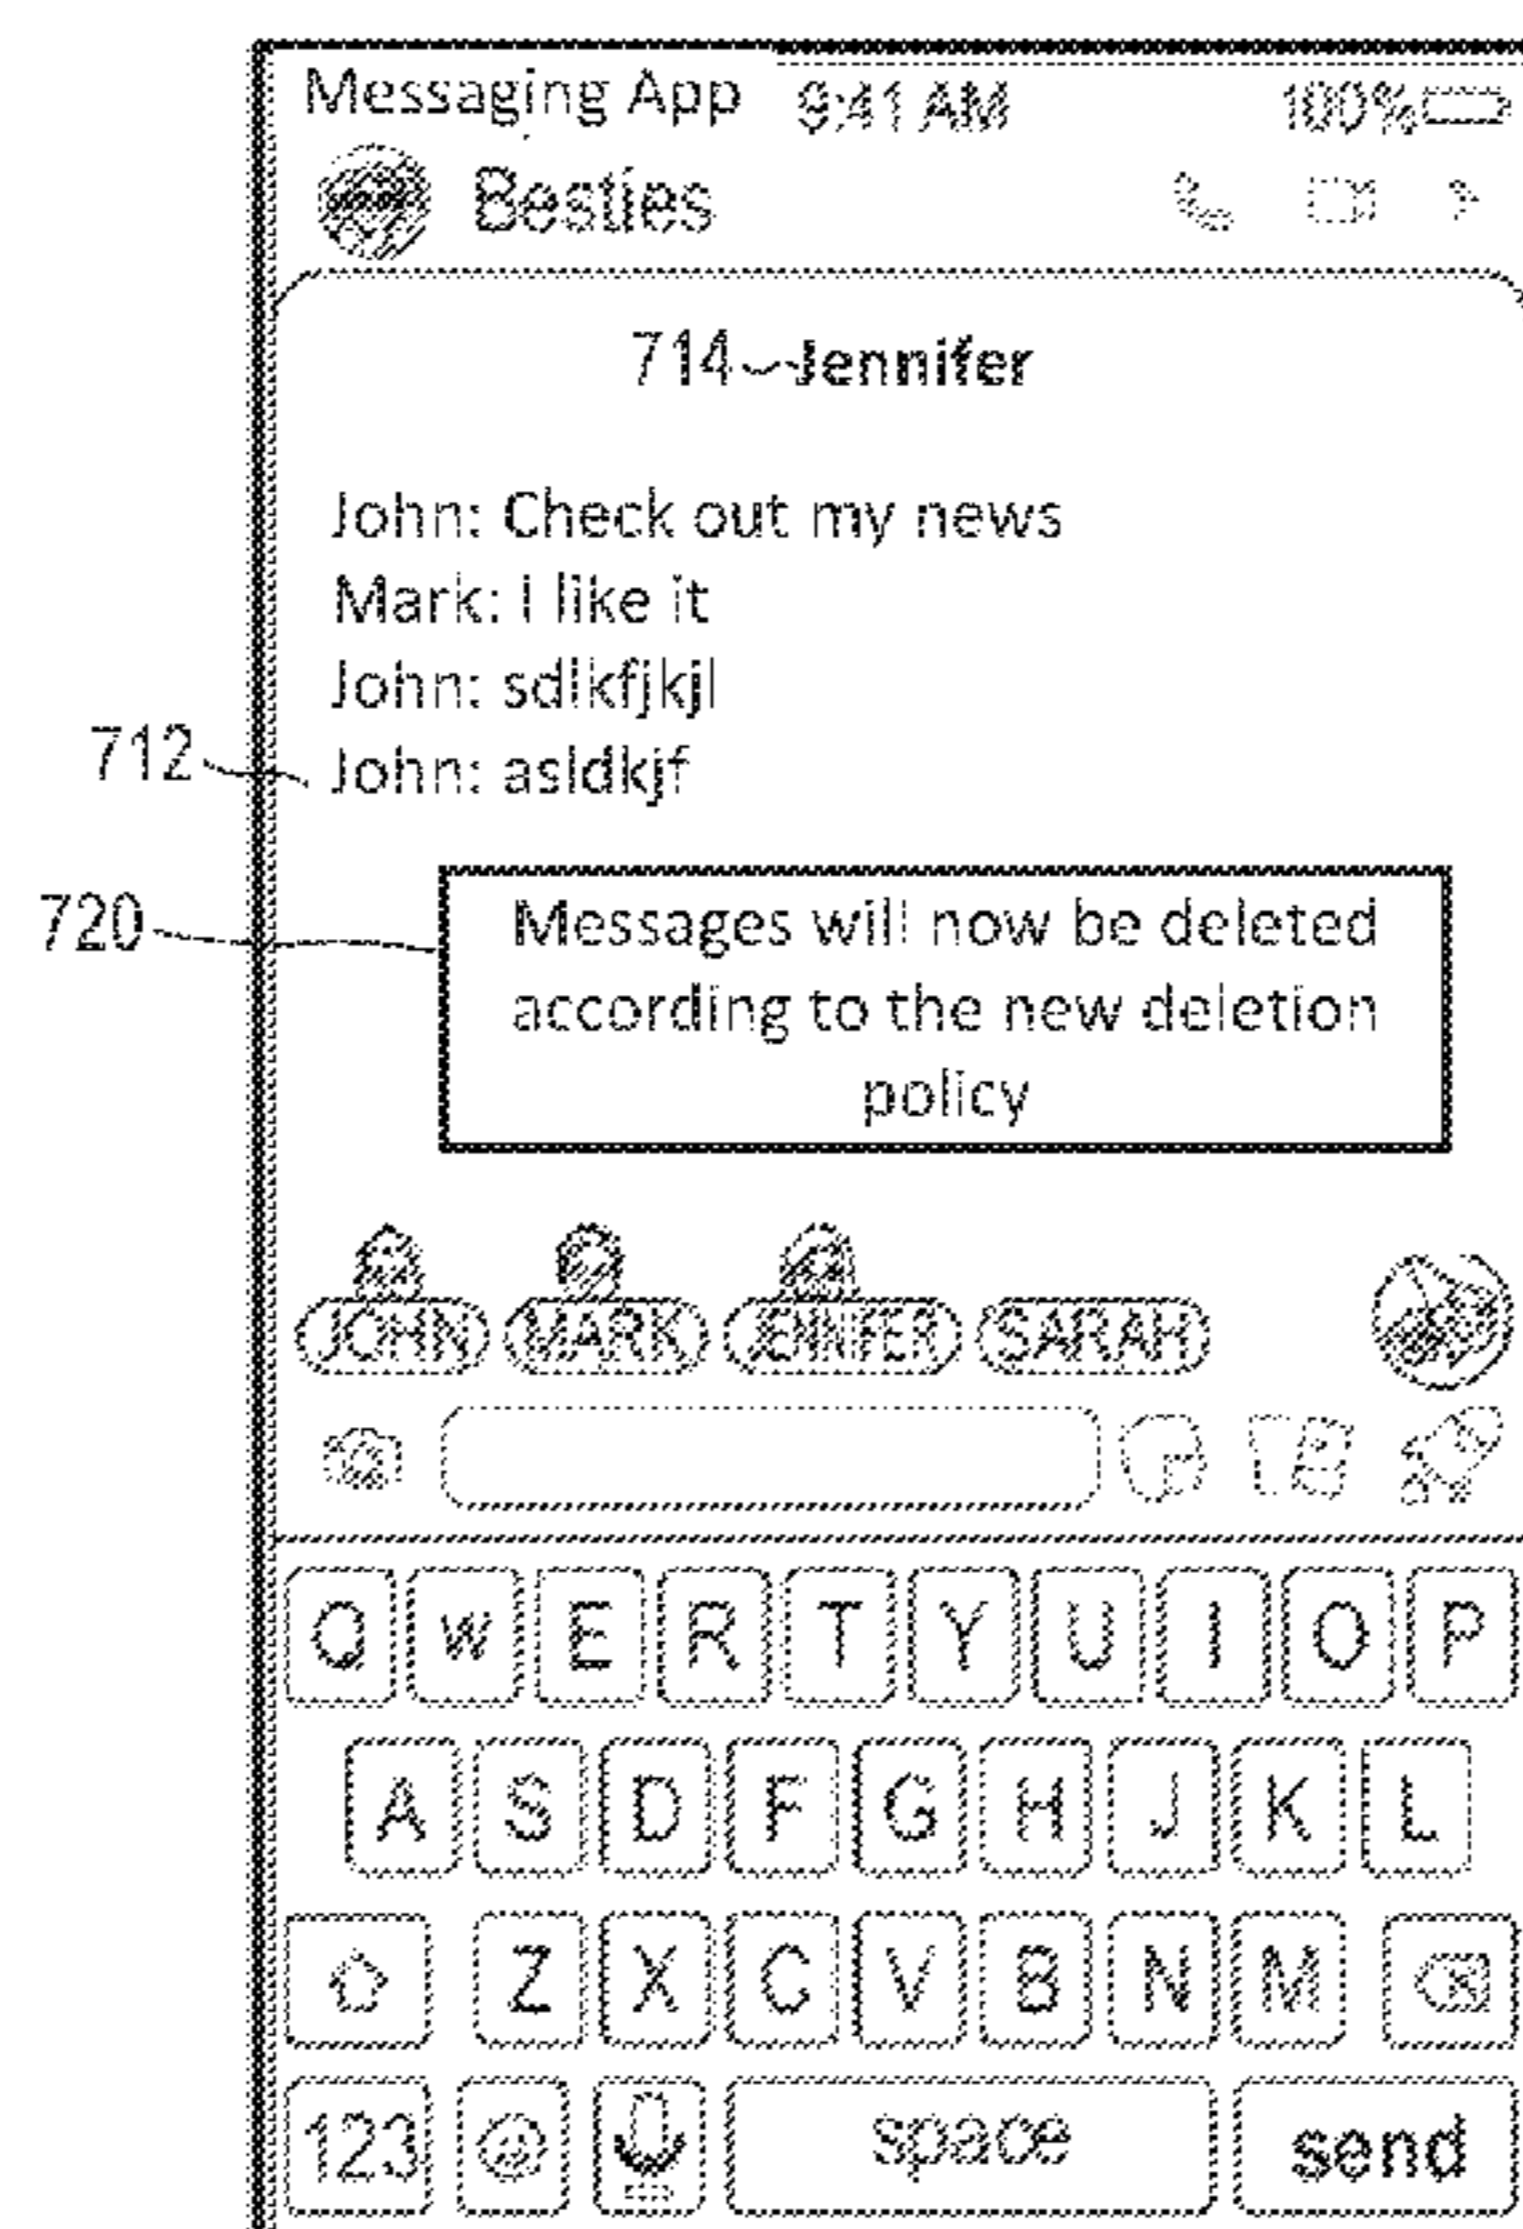 Messaging App 9:41 AM 100%
Besties
714 Jennifer
John: Check out my news
Mark: I like it
John: sdlkfjkjl
712 John: asldkjf
720 Messages will now be deleted
according to the new deletion
policy
JOHN MARK JENNIFER SARAH
Q W E R T Y U I O P
A S D F G H J K L
Z X C V B N M
123 @ space send